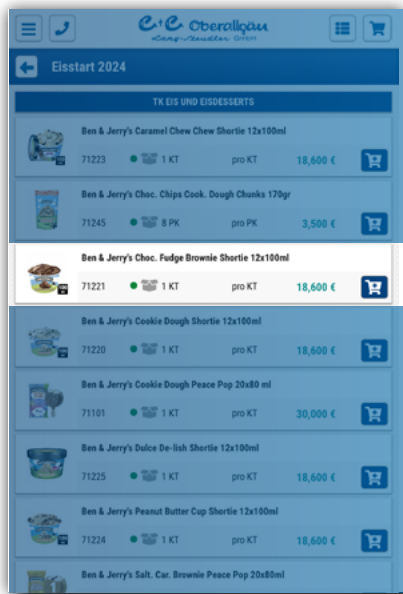 C+C Oberallgäu
Eisstart 2024
TK EIS UND EISDESSERTS
Ben & Jerry's Caramel Chew Chew Shortie 12x100ml
71223 1 KT pro KT 18,600 €
Ben & Jerry's Choc. Chips Cook. Dough Chunks 170gr
71245 8 PK pro PK 3,500 €
Ben & Jerry's Choc. Fudge Brownie Shortie 12x100ml
71221 1 KT pro KT 18,600 €
Ben & Jerry's Cookie Dough Shortie 12x100ml
71220 1 KT pro KT 18,600 €
Ben & Jerry's Cookie Dough Peace Pop 20x80 ml
71101 1 KT pro KT 30,000 €
Ben & Jerry's Dulce De-lish Shortie 12x100ml
71225 1 KT pro KT 18,600 €
Ben & Jerry's Peanut Butter Cup Shortie 12x100ml
71224 1 KT pro KT 18,600 €
Ben & Jerry's Salt. Car. Brownie Peace Pop 20x80ml